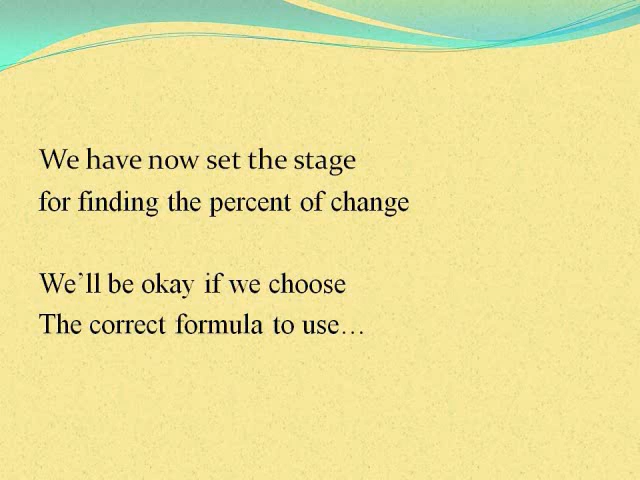 We have now set the stage
for finding the percent of change
We`ll be okay if we choose
The correct formula to use…